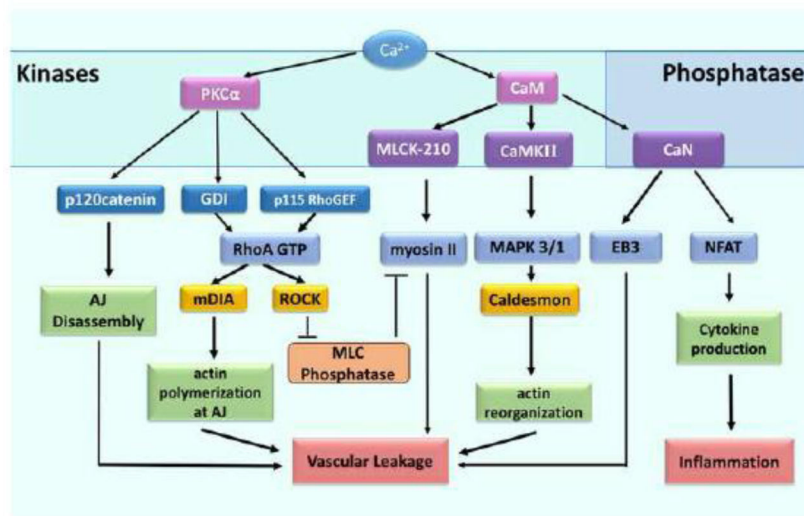 Ca²⁺
Kinases
Phosphatase
PKCα
CaM
MLCK-210
CaMKII
CaN
p120catenin
GDI
p115 RhoGEF
RhoA GTP
myosin II
MAPK 3/1
EB3
NFAT
AJ
Disassembly
mDIA
ROCK
Caldesmon
Cytokine
production
MLC
Phosphatase
actin
polymerization
at AJ
actin
reorganization
Vascular Leakage
Inflammation